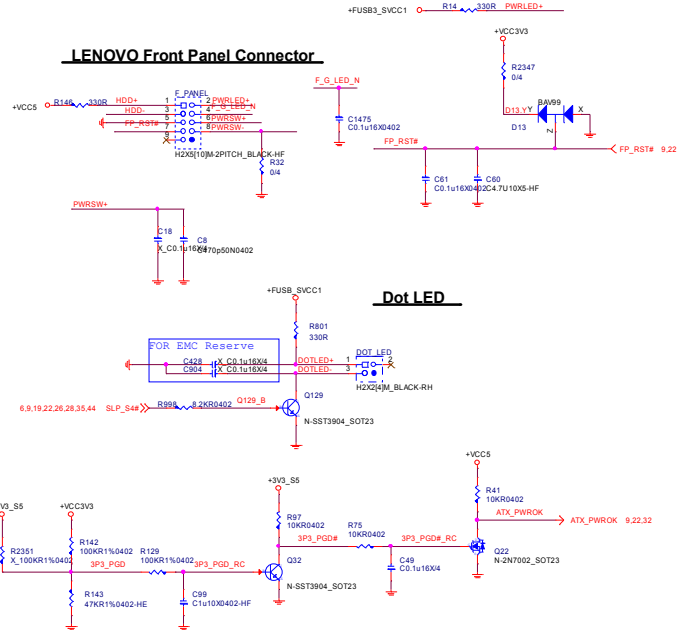 +FUSB3_SVCC1
R14
330R
PWRLED+
LENOVO Front Panel Connector
+VCC3V3
R2347
0/4
F_PANEL
+VCC5
R146
330R
HDD+
1
2
PWRLED+
HDD-
3
4
F_G_LED_N
FP_RST#
5
6
PWRSW+
7
8
PWRSW-
9
H2X5[10]M-2PITCH_BLACK-HF
R32
0/4
F_G_LED_N
C1475
C0.1u16X0402
D13.Y
Y
BAV99
X
D13
Z
FP_RST#
FP_RST# 9,22
C61
C0.1u16X0402
C60
C4.7U10X5-HF
PWRSW+
C18
X_C0.1u16X/4
C8
C470p50N0402
+FUSB_SVCC1
Dot LED
R801
330R
FOR EMC Reserve
C428
X_C0.1u16X/4
DOTLED+
1
2
DOT_LED
C904
X_C0.1u16X/4
DOTLED-
3
H2X2[4]M_BLACK-RH
6,9,19,22,26,28,35,44 SLP_S4#
R998
8.2KR0402
Q129_B
Q129
N-SST3904_SOT23
V3_S5
+VCC3V3
+3V3_S5
+VCC5
R41
10KR0402
ATX_PWROK
ATX_PWROK 9,22,32
R2351
X_100KR1%0402
R142
100KR1%0402
R129
100KR1%0402
3P3_PGD
3P3_PGD_RC
R97
10KR0402
R75
10KR0402
3P3_PGD#
3P3_PGD#_RC
R143
47KR1%0402-HE
C99
C1u10X0402-HF
Q32
N-SST3904_SOT23
C49
C0.1u16X/4
Q22
N-2N7002_SOT23